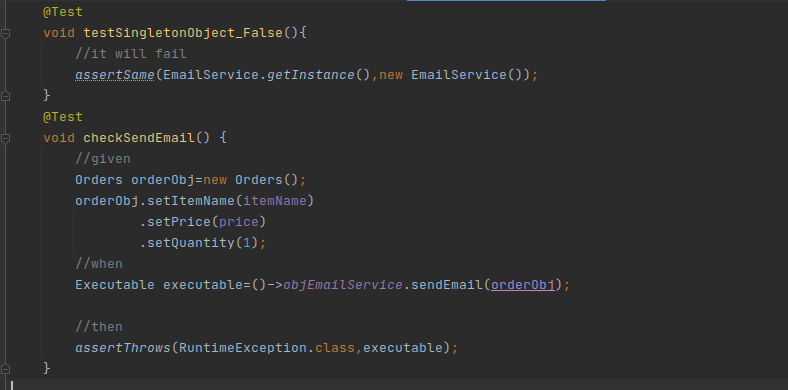 @Test
void testSingletonObject_False(){
//it will fail
assertSame(EmailService.getInstance(),new EmailService());
}
@Test
void checkSendEmail() {
//given
Orders orderObj=new Orders();
orderObj.setItemName(itemName)
.setPrice(price)
.setQuantity(1);
//when
Executable executable=()->objEmailService.sendEmail(orderObj);
//then
assertThrows(RuntimeException.class,executable);
}